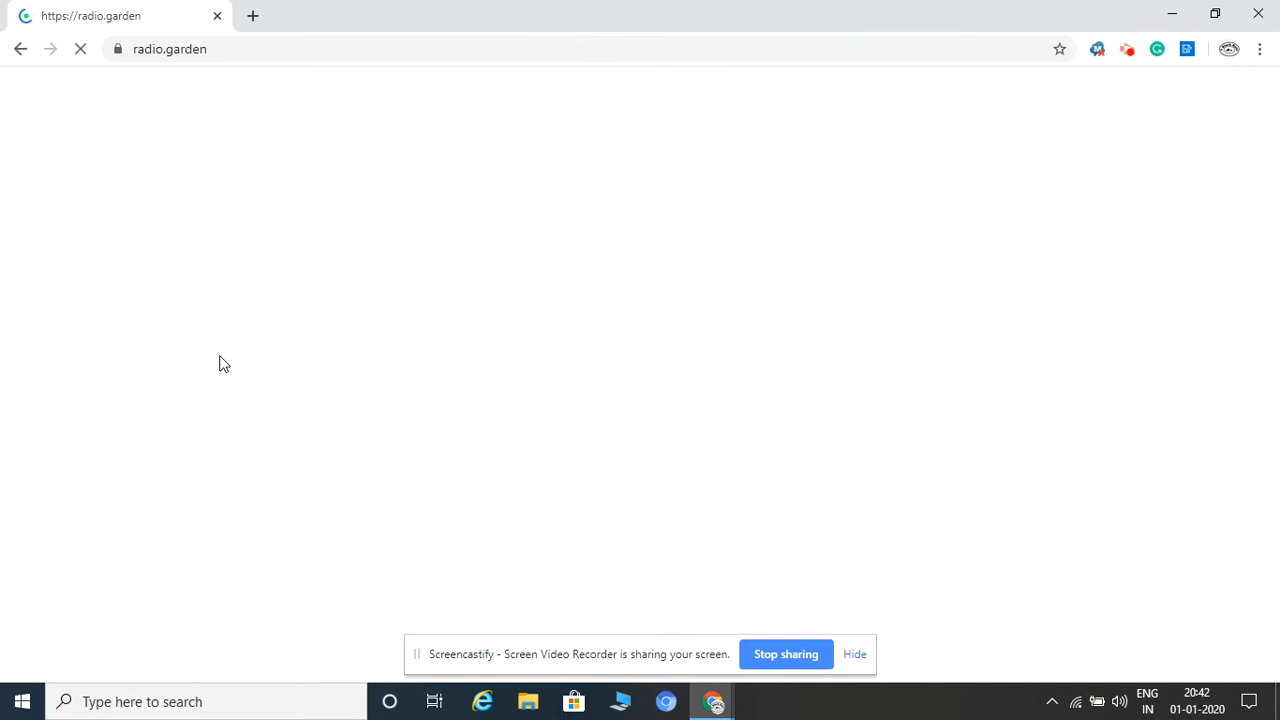 https://radio.garden
radio.garden
Screencastify - Screen Video Recorder is sharing your screen.
Stop sharing
Hide
Type here to search
ENG
IN
20:42
01-01-2020